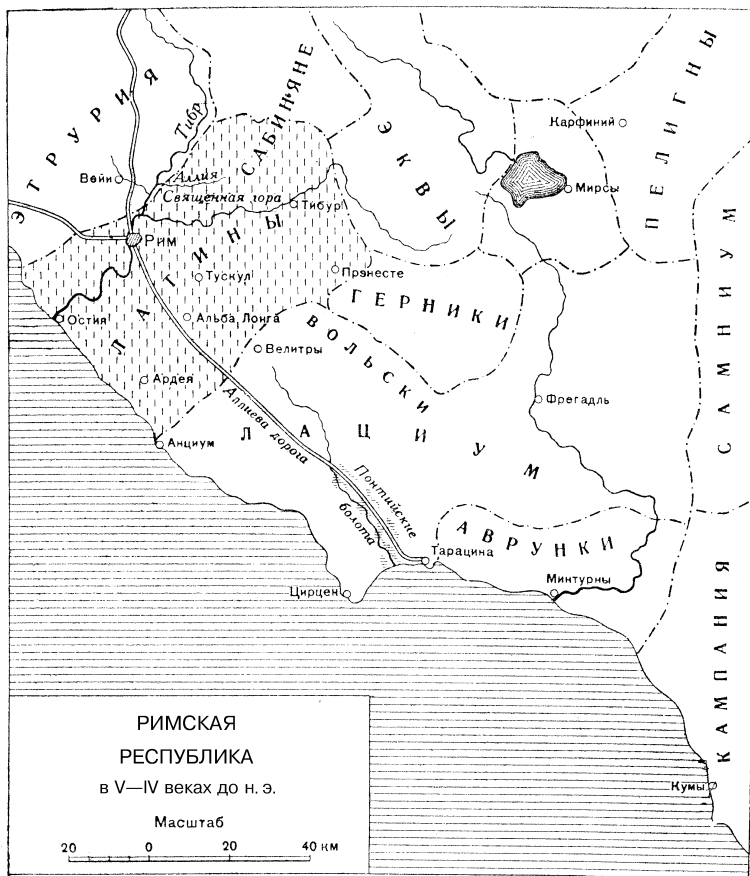 ЭТРУРИЯ
Тибр
САБИНЯНЕ
ЭКВЫ
Карфиний
ПЕЛИГНЫ
Вейи
Аллия
Священная гора
Тибур
Мирсы
Рим
ЛАТИНЫ
Тускул
Прэнесте
ГЕРНИКИ
САМНИУМ
Остия
Альба Лонга
ВОЛЬСКИ
Велитры
Ардея
Аппиева дорога
Фрегадль
Анциум
ЛАЦИУМ
Понтийские
болота
АВРУНКИ
Тарацина
Цирцеи
Минтурны
КАМПАНИЯ
Кумы
РИМСКАЯ
РЕСПУБЛИКА
в V—IV веках до н. э.
Масштаб
20 0 20 40 км